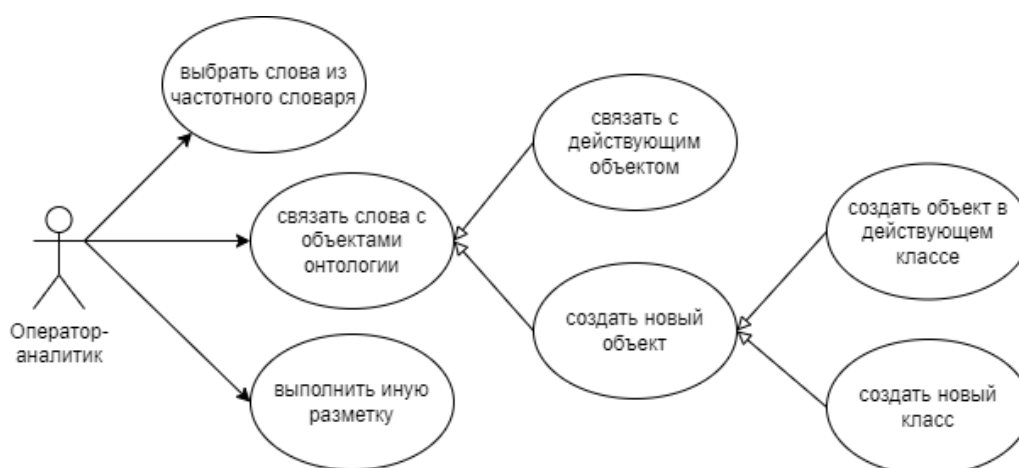 выбрать слова из
частотного словаря
связать с
действующим
объектом
связать слова с
объектами
онтологии
создать объект в
действующем
классе
Оператор-
аналитик
создать новый
объект
выполнить иную
разметку
создать новый
класс